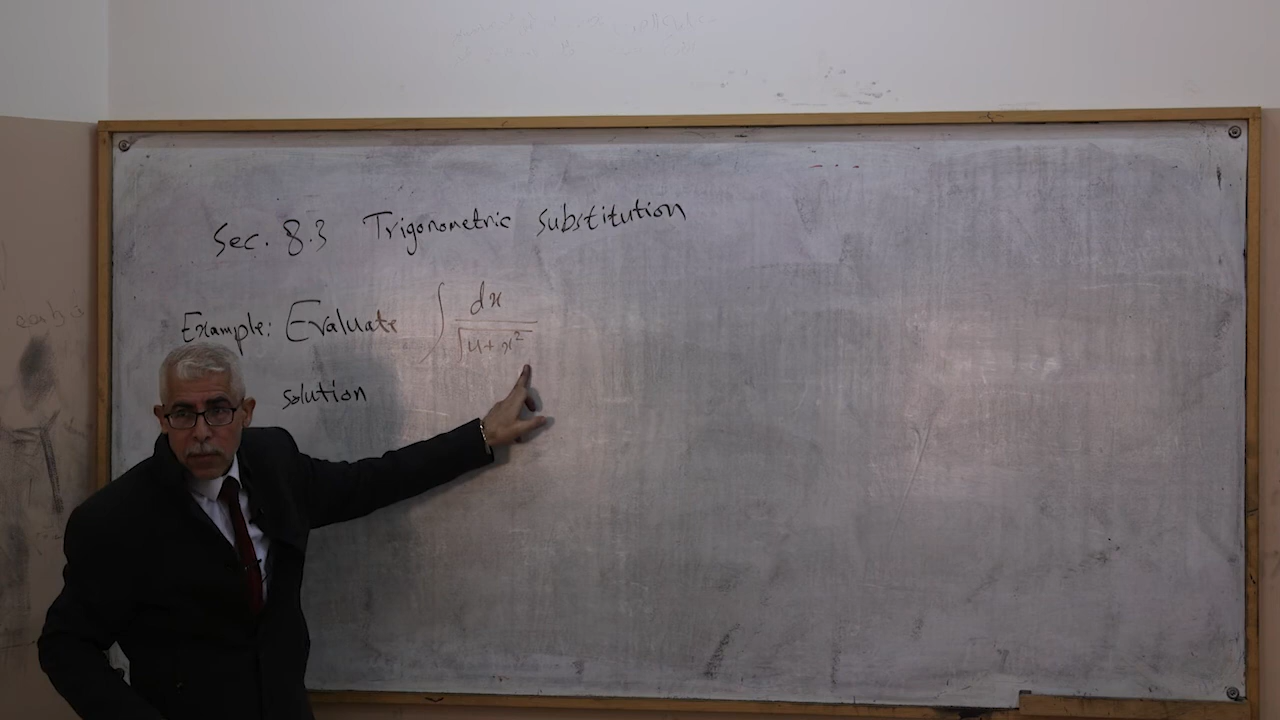 Sec. 8.3 Trigonometric substitution
Example: Evaluate ∫ dx / √(4+x²)
solution